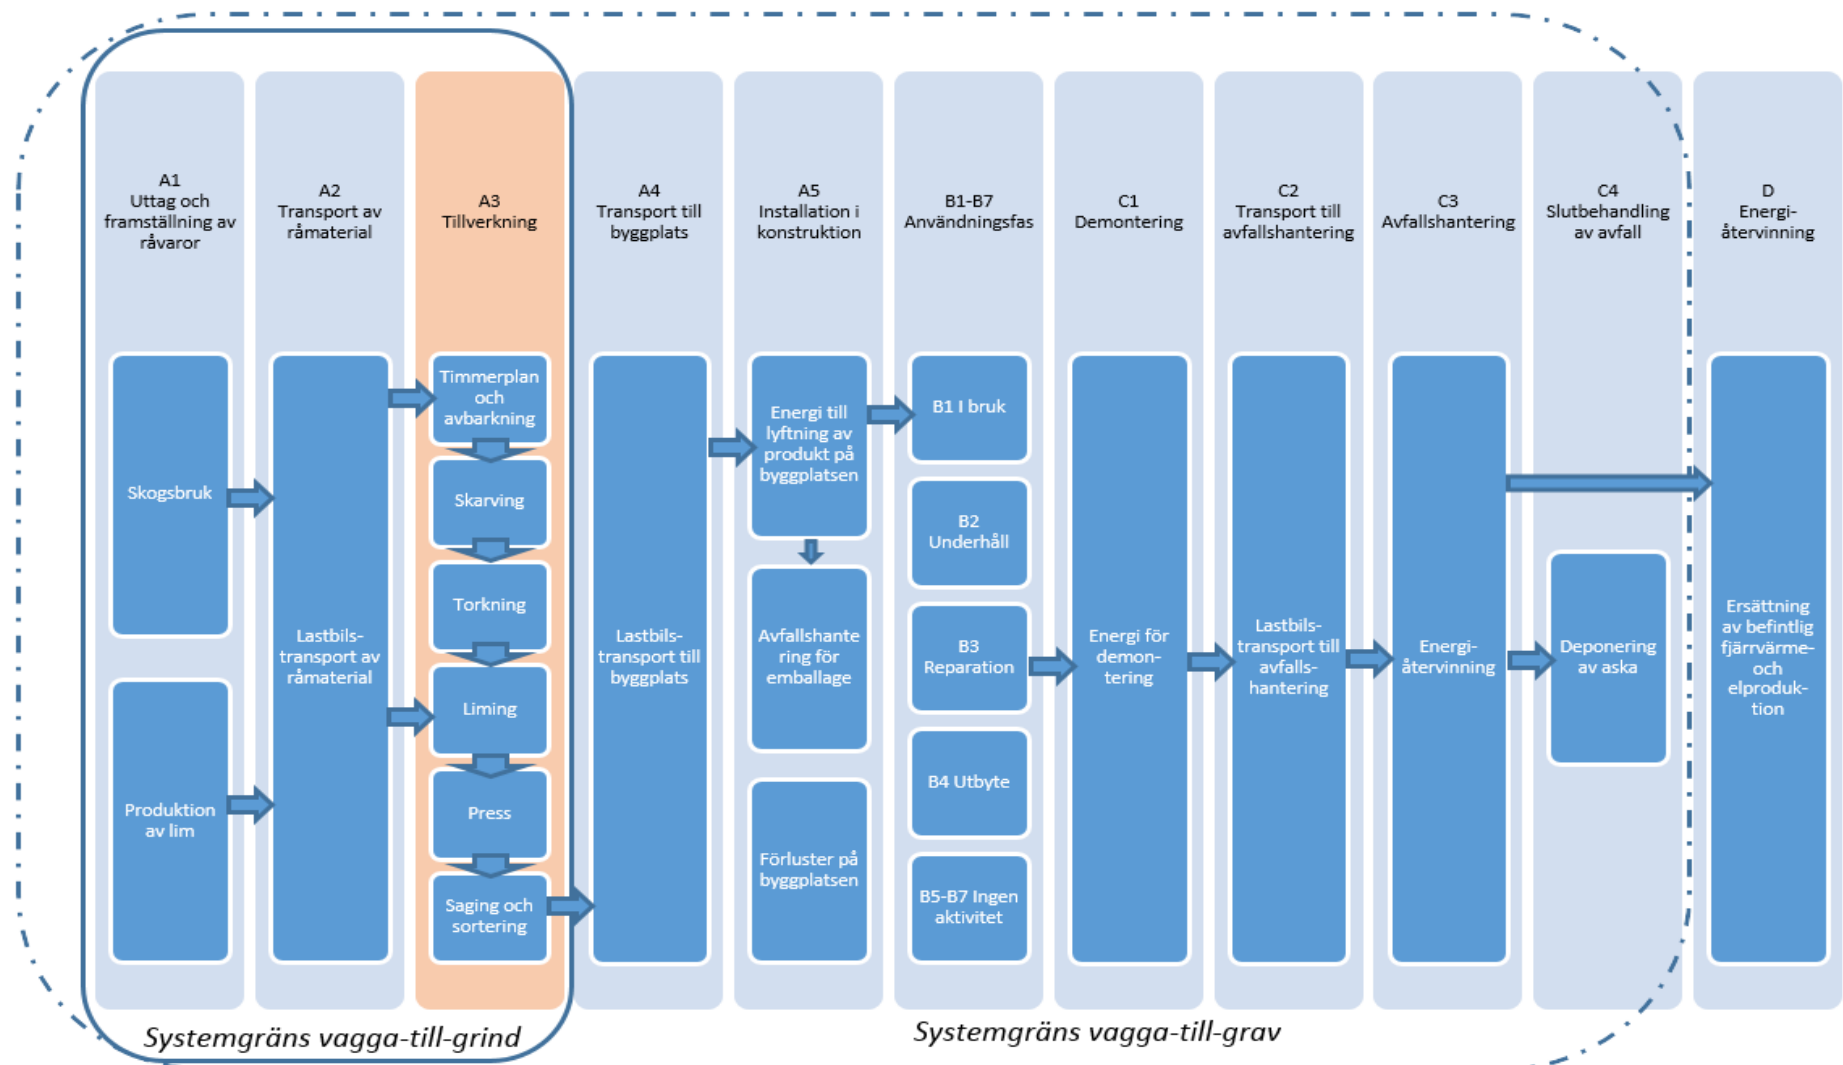 A1
Uttag och
framställning av
råvaror
A2
Transport av
råmaterial
A3
Tillverkning
A4
Transport till
byggplats
A5
Installation i
konstruktion
B1-B7
Användningsfas
C1
Demontering
C2
Transport till
avfallshantering
C3
Avfallshantering
C4
Slutbehandling
av avfall
D
Energi-
återvinning
Skogsbruk
Produktion
av lim
Lastbils-
transport av
råmaterial
Timmerplan
och
avbarkning
Skarving
Torkning
Liming
Press
Saging och
sortering
Lastbils-
transport till
byggplats
Energi till
lyftning av
produkt på
byggplatsen
Avfallshante
ring för
emballage
Förluster på
byggplatsen
B1 I bruk
B2
Underhåll
B3
Reparation
B4 Utbyte
B5-B7 Ingen
aktivitet
Energi för
demon-
tering
Lastbils-
transport till
avfalls-
hantering
Energi-
återvinning
Deponering
av aska
Ersättning
av befintlig
fjärrvärme-
och
elproduk-
tion
Systemgräns vagga-till-grind
Systemgräns vagga-till-grav